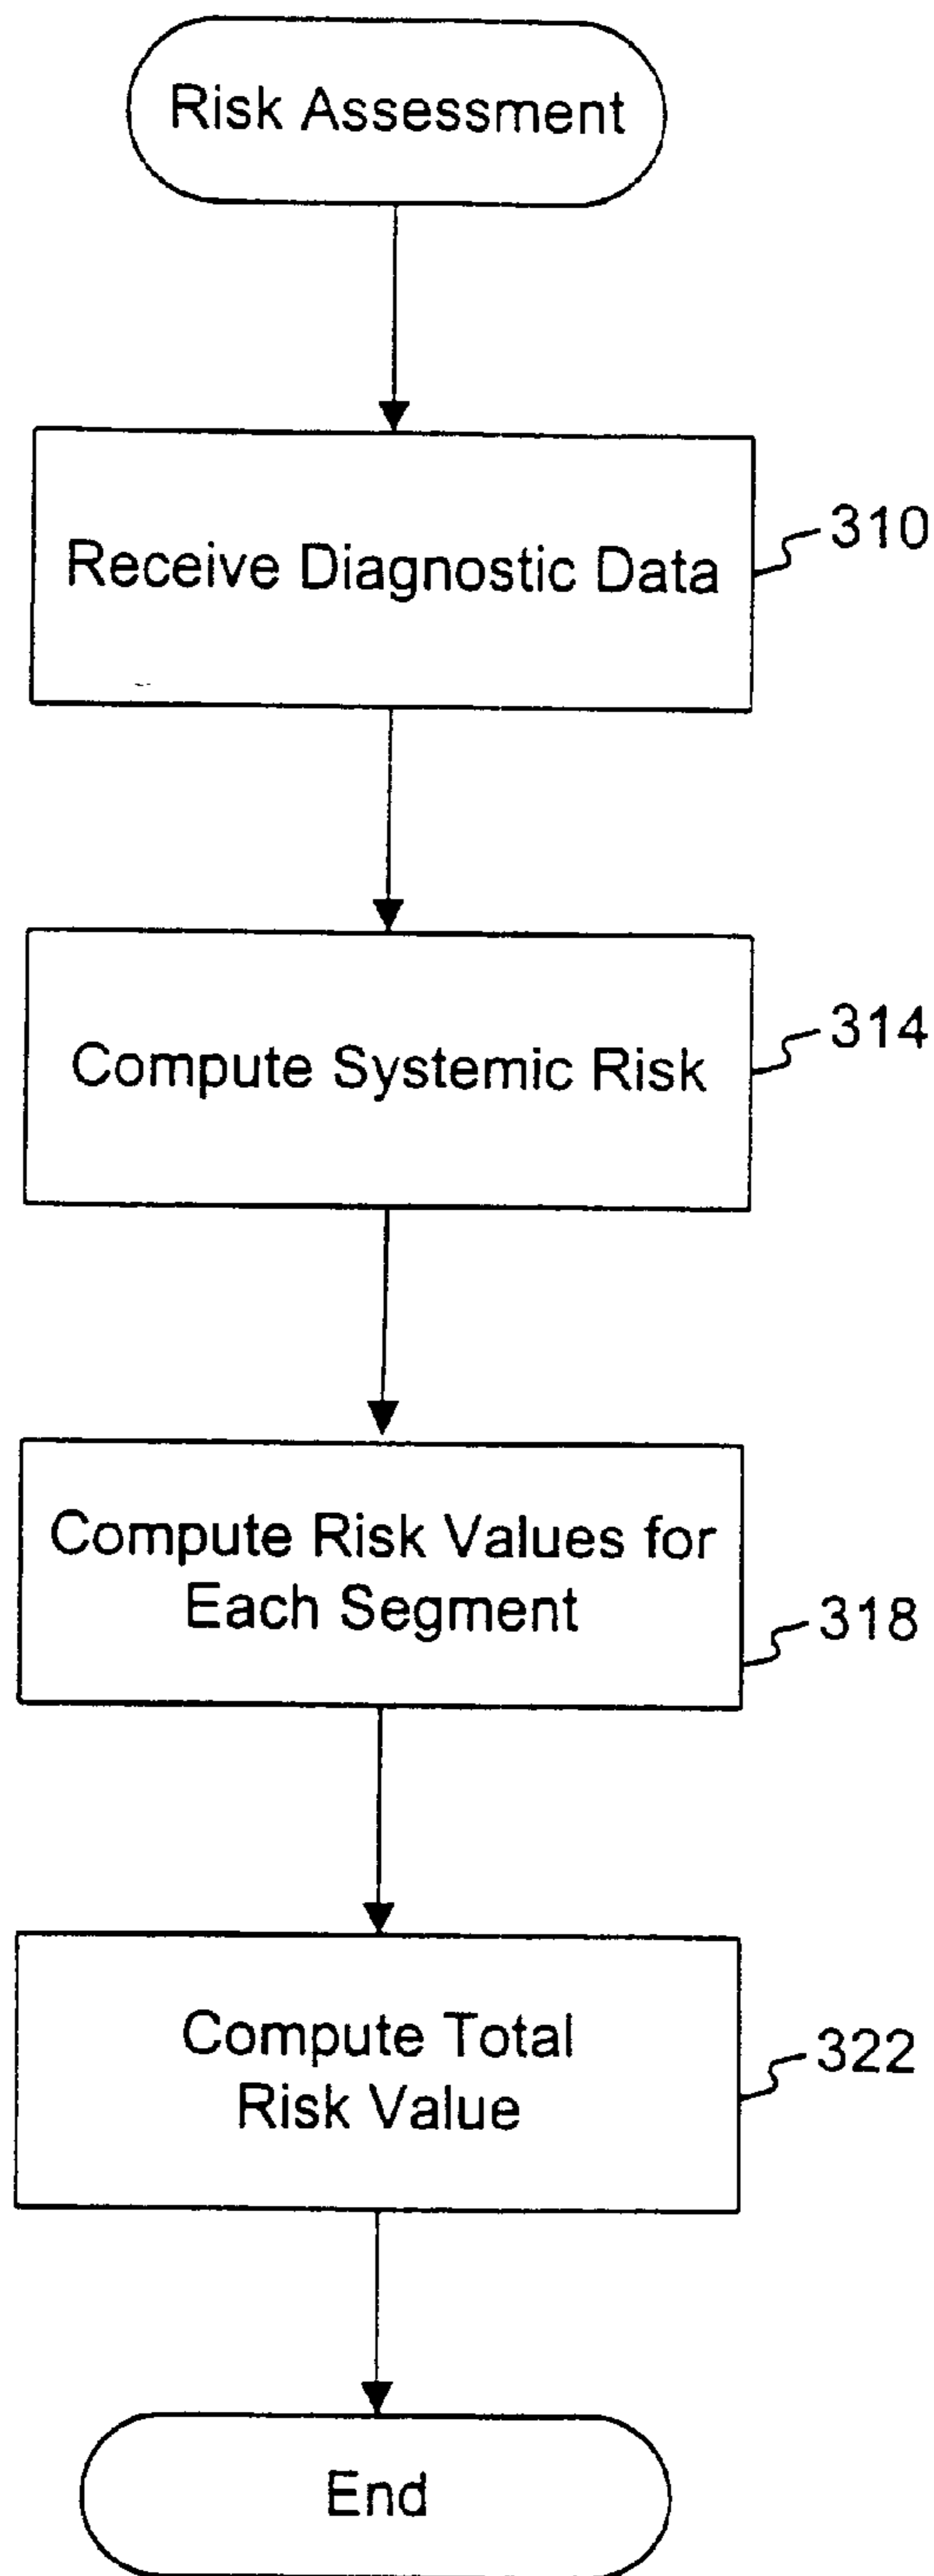 Risk Assessment
Receive Diagnostic Data
310
Compute Systemic Risk
314
Compute Risk Values for
Each Segment
318
Compute Total
Risk Value
322
End